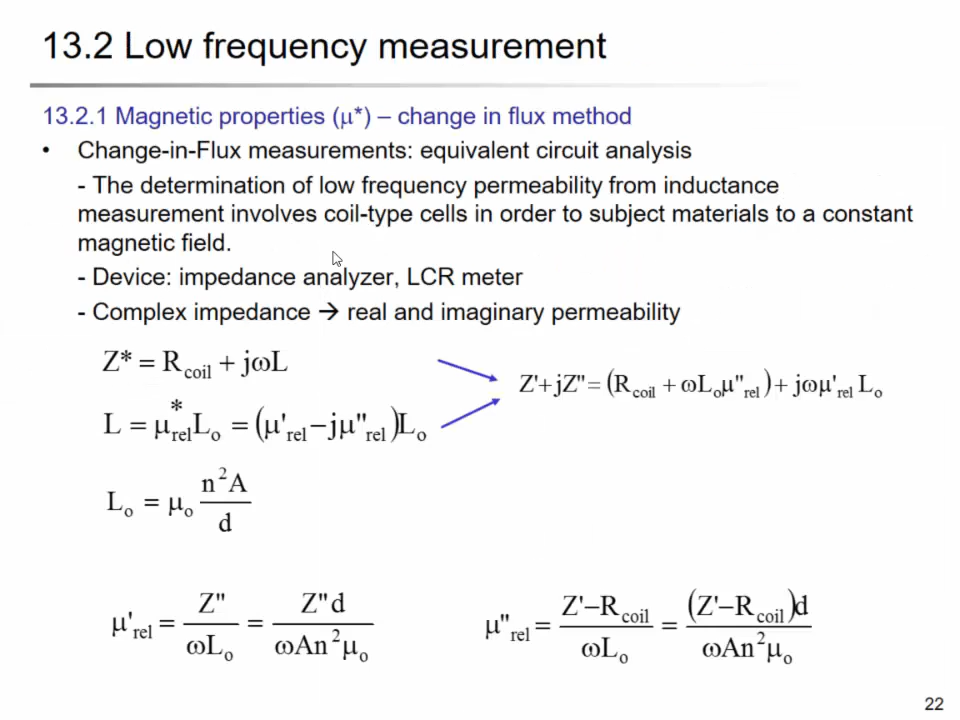 13.2 Low frequency measurement
13.2.1 Magnetic properties (μ*) – change in flux method
• Change-in-Flux measurements: equivalent circuit analysis
- The determination of low frequency permeability from inductance
measurement involves coil-type cells in order to subject materials to a constant
magnetic field.
- Device: impedance analyzer, LCR meter
- Complex impedance → real and imaginary permeability
Z* = R_coil + jωL
Z'+jZ"= (R_coil + ωL_o μ"_rel) + jωμ'_rel L_o
L = μ*_rel L_o = (μ'_rel −jμ"_rel)L_o
L_o = μ_o n²A / d
μ'_rel = Z" / ωL_o = Z"d / ωAn²μ_o
μ"_rel = Z'−R_coil / ωL_o = (Z'−R_coil)d / ωAn²μ_o
22